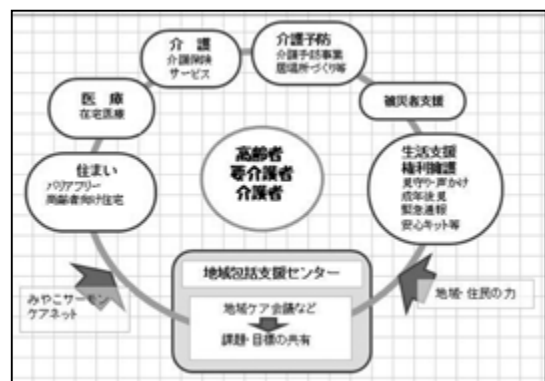 介 護
介護保険
サービス
介護予防
介護予防事業
居場所づくり等
医 療
在宅医療
被災者支援
住まい
バリアフリー
高齢者向け住宅
高齢者
要介護者
介護者
生活支援
権利擁護
見守り・声かけ
成年後見
緊急通報
安心キット等
地域包括支援センター
みやこサーモン
ケアネット
地域ケア会議など
課題・目標の共有
地域・住民の力